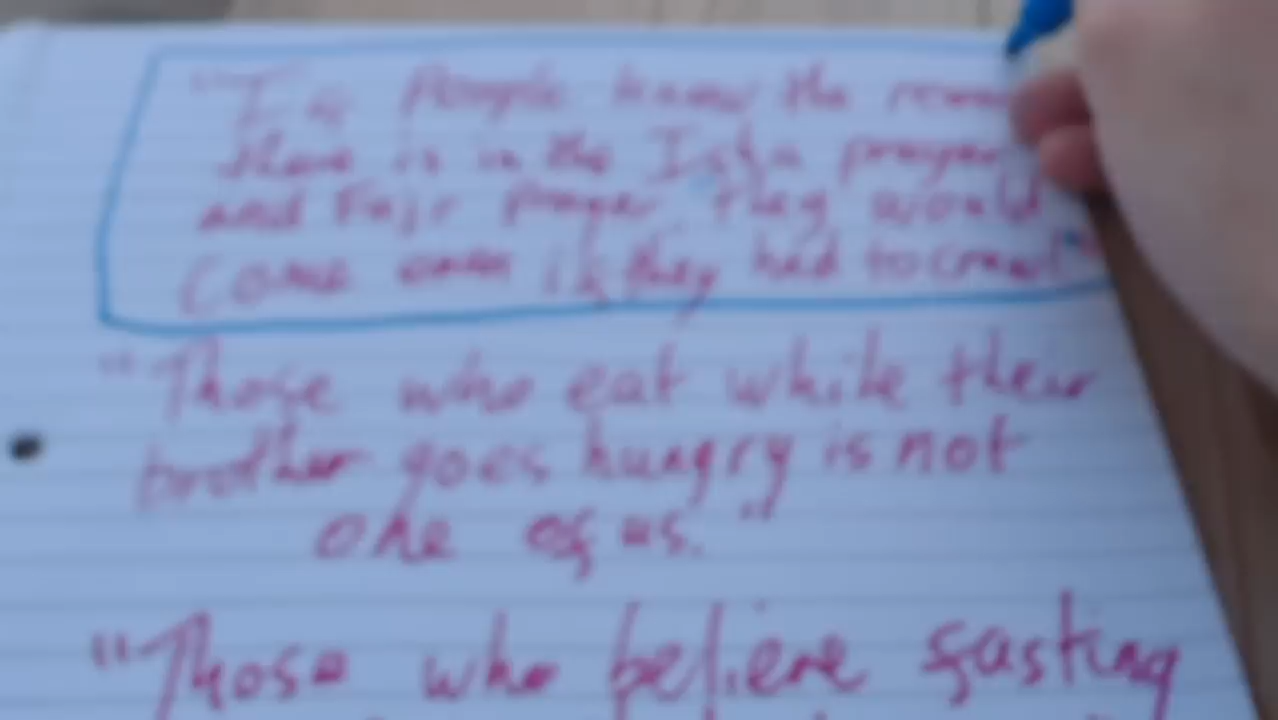 "If People know the
there is in the Isha prayer
and Fajr Prayer, they would
Come even if they had to crawl"
"Those who eat while their
brother goes hungry is not
one of us."
"Those who believe fasting